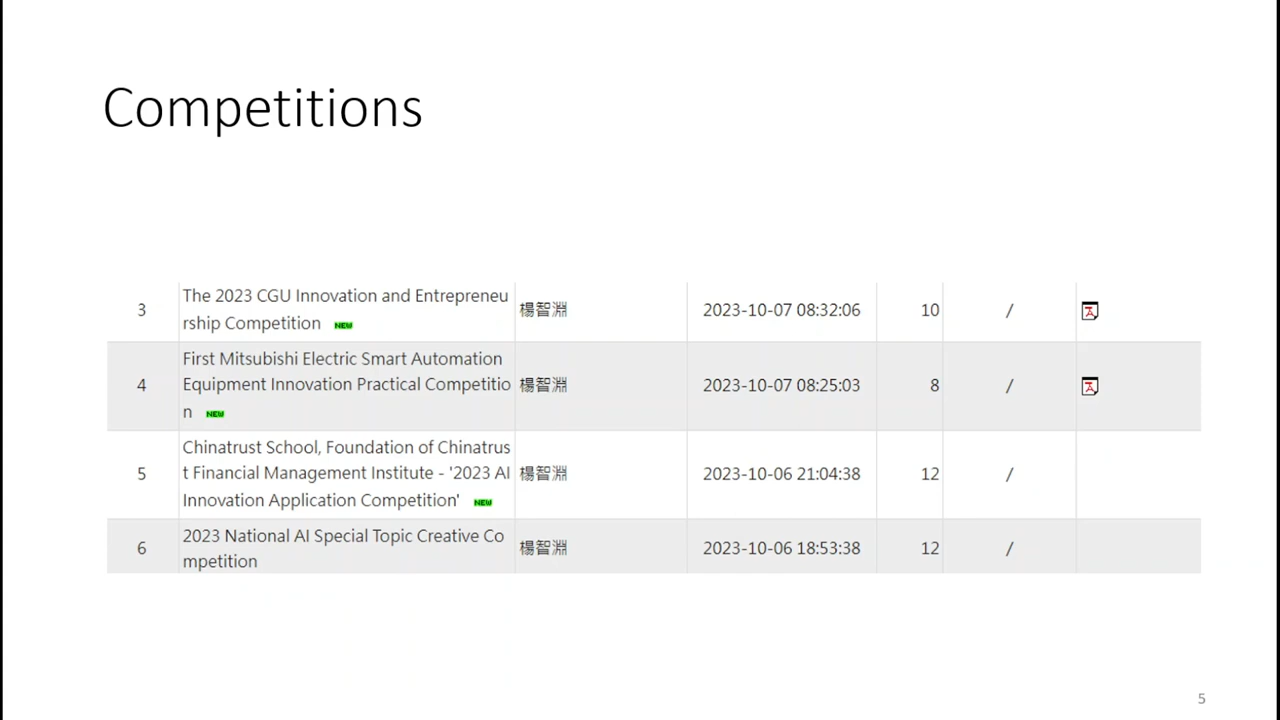 Competitions
3 The 2023 CGU Innovation and Entrepreneu 楊智淵 2023-10-07 08:32:06 10 /
rship Competition NEW
4 First Mitsubishi Electric Smart Automation 楊智淵 2023-10-07 08:25:03 8 /
Equipment Innovation Practical Competitio
n NEW
5 Chinatrust School, Foundation of Chinatrus 楊智淵 2023-10-06 21:04:38 12 /
t Financial Management Institute - '2023 AI
Innovation Application Competition' NEW
6 2023 National AI Special Topic Creative Co 楊智淵 2023-10-06 18:53:38 12 /
mpetition
5